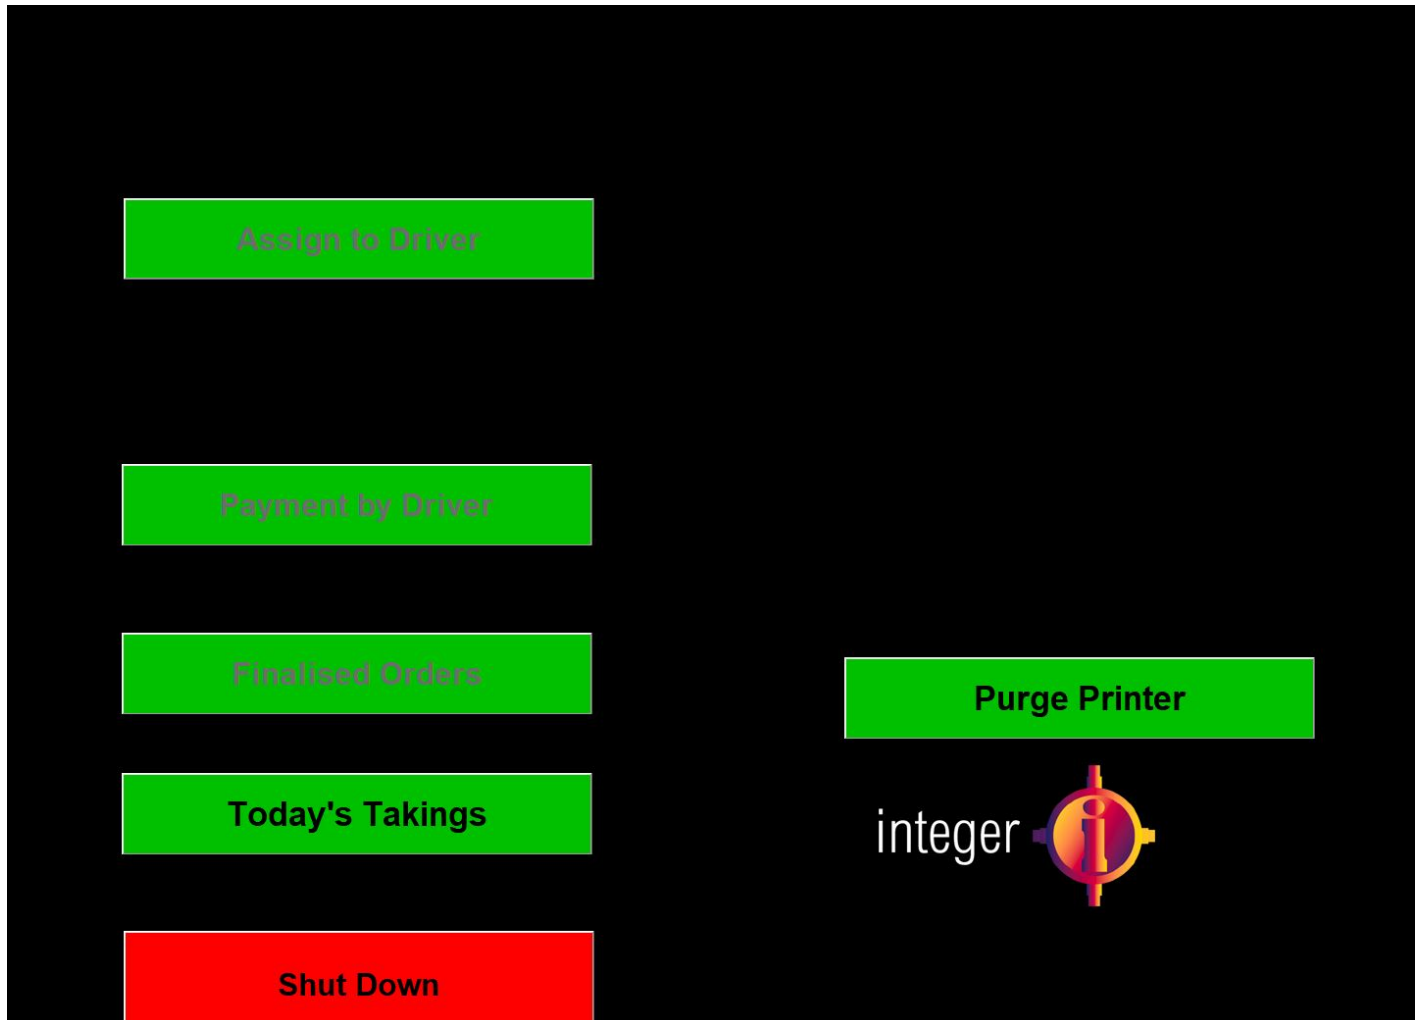 Assign to Driver
Payment by Driver
Finalised Orders
Purge Printer
Today's Takings
integer
Shut Down